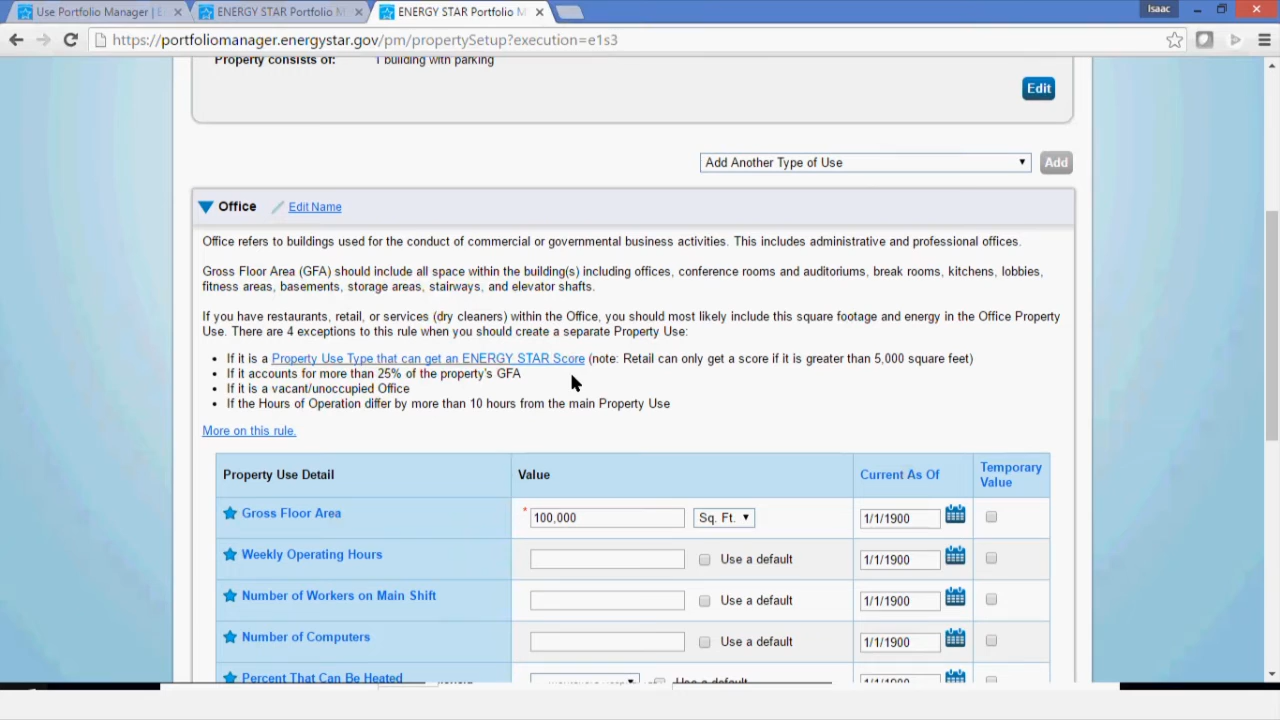 Use Portfolio Manager | E
ENERGY STAR Portfolio M
ENERGY STAR Portfolio M
Isaac
https://portfoliomanager.energystar.gov/pm/propertySetup?execution=e1s3
Property consists of: 1 building with parking
Edit
Add Another Type of Use Add
Office Edit Name
Office refers to buildings used for the conduct of commercial or governmental business activities. This includes administrative and professional offices.
Gross Floor Area (GFA) should include all space within the building(s) including offices, conference rooms and auditoriums, break rooms, kitchens, lobbies,
fitness areas, basements, storage areas, stairways, and elevator shafts.
If you have restaurants, retail, or services (dry cleaners) within the Office, you should most likely include this square footage and energy in the Office Property
Use. There are 4 exceptions to this rule when you should create a separate Property Use:
• If it is a Property Use Type that can get an ENERGY STAR Score (note: Retail can only get a score if it is greater than 5,000 square feet)
• If it accounts for more than 25% of the property's GFA
• If it is a vacant/unoccupied Office
• If the Hours of Operation differ by more than 10 hours from the main Property Use
More on this rule.
Property Use Detail Value Current As Of Temporary Value
Gross Floor Area * 100,000 Sq. Ft. 1/1/1900
Weekly Operating Hours Use a default 1/1/1900
Number of Workers on Main Shift Use a default 1/1/1900
Number of Computers Use a default 1/1/1900
Percent That Can Be Heated Use a default 1/1/1900